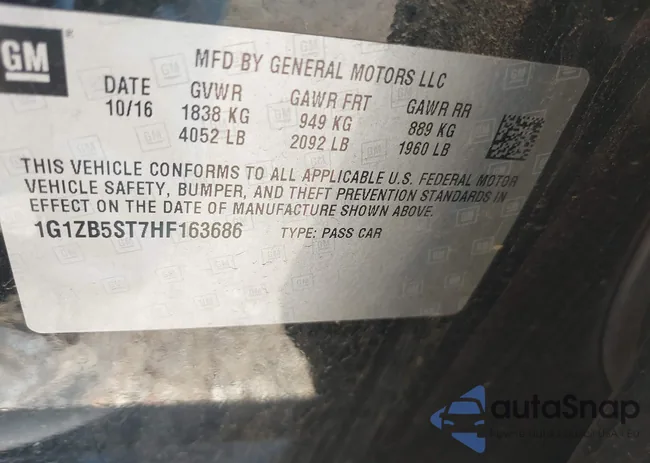 GM
MFD BY GENERAL MOTORS LLC
DATE GVWR GAWR FRT GAWR RR
10/16 1838 KG 949 KG 889 KG
4052 LB 2092 LB 1960 LB
THIS VEHICLE CONFORMS TO ALL APPLICABLE U.S. FEDERAL MOTOR
VEHICLE SAFETY, BUMPER, AND THEFT PREVENTION STANDARDS IN
EFFECT ON THE DATE OF MANUFACTURE SHOWN ABOVE.
1G1ZB5ST7HF163686 TYPE: PASS CAR
autaSnap